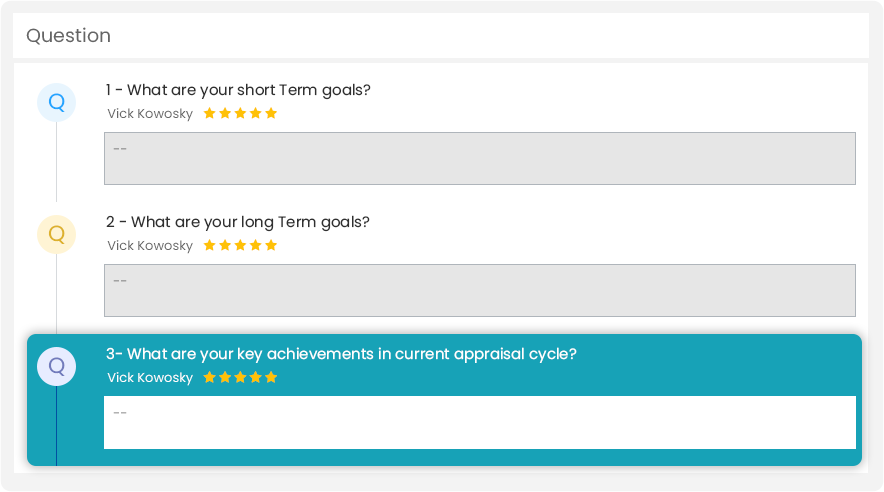 Question
Q
1 - What are your short Term goals?
Vick Kowosky
--
Q
2 - What are your long Term goals?
Vick Kowosky
--
Q
3- What are your key achievements in current appraisal cycle?
Vick Kowosky
--